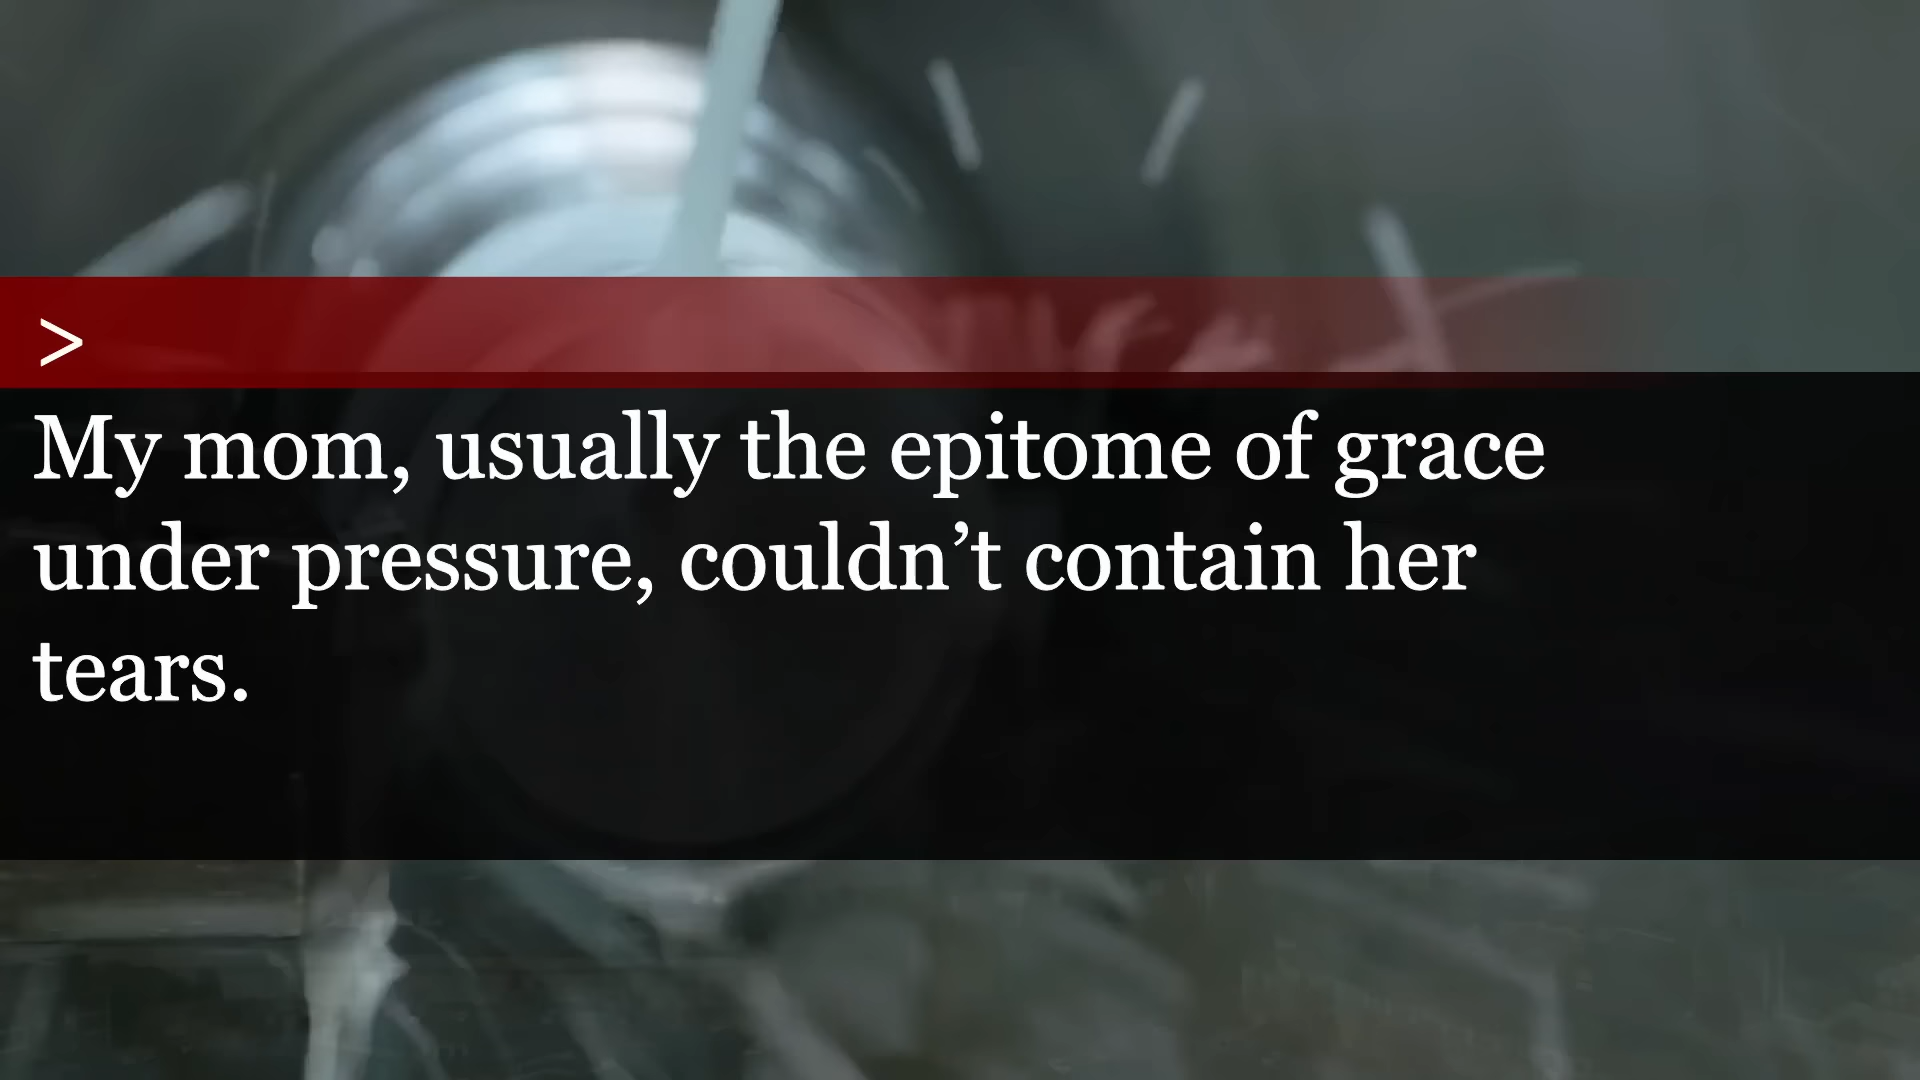 >
My mom, usually the epitome of grace
under pressure, couldn’t contain her
tears.